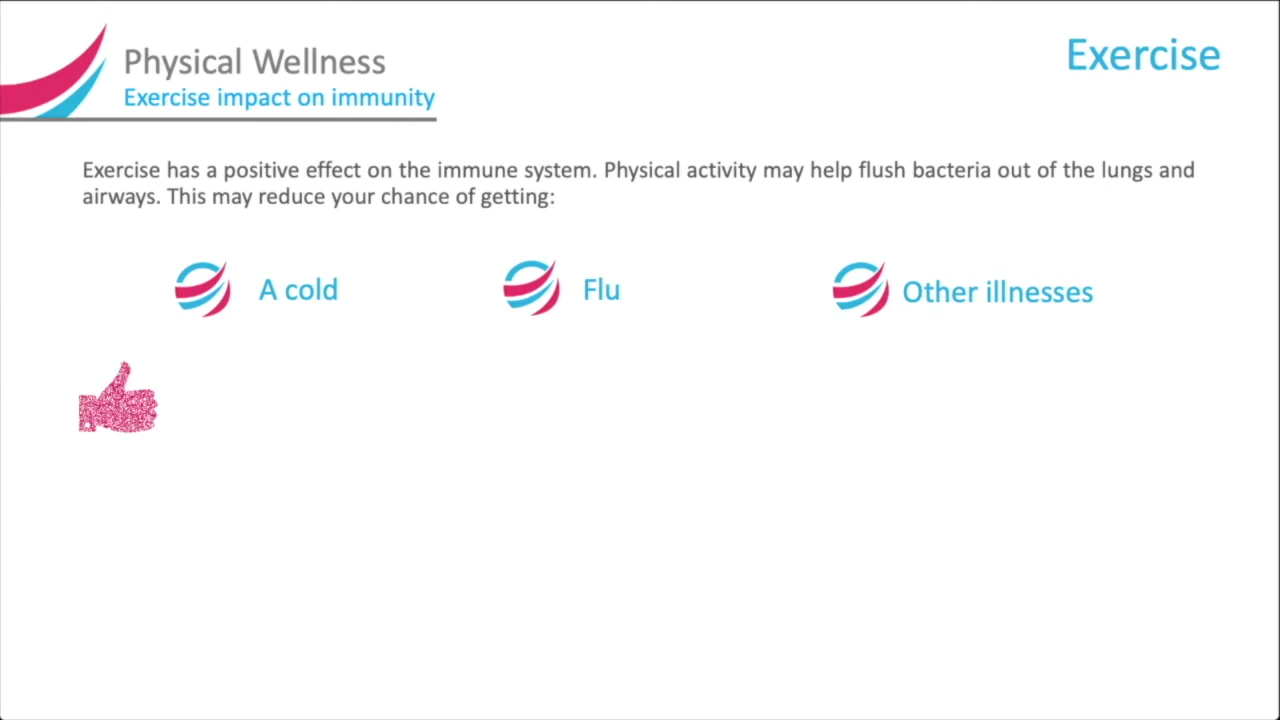 Physical Wellness
Exercise
Exercise impact on immunity
Exercise has a positive effect on the immune system. Physical activity may help flush bacteria out of the lungs and
airways. This may reduce your chance of getting:
A cold
Flu
Other illnesses